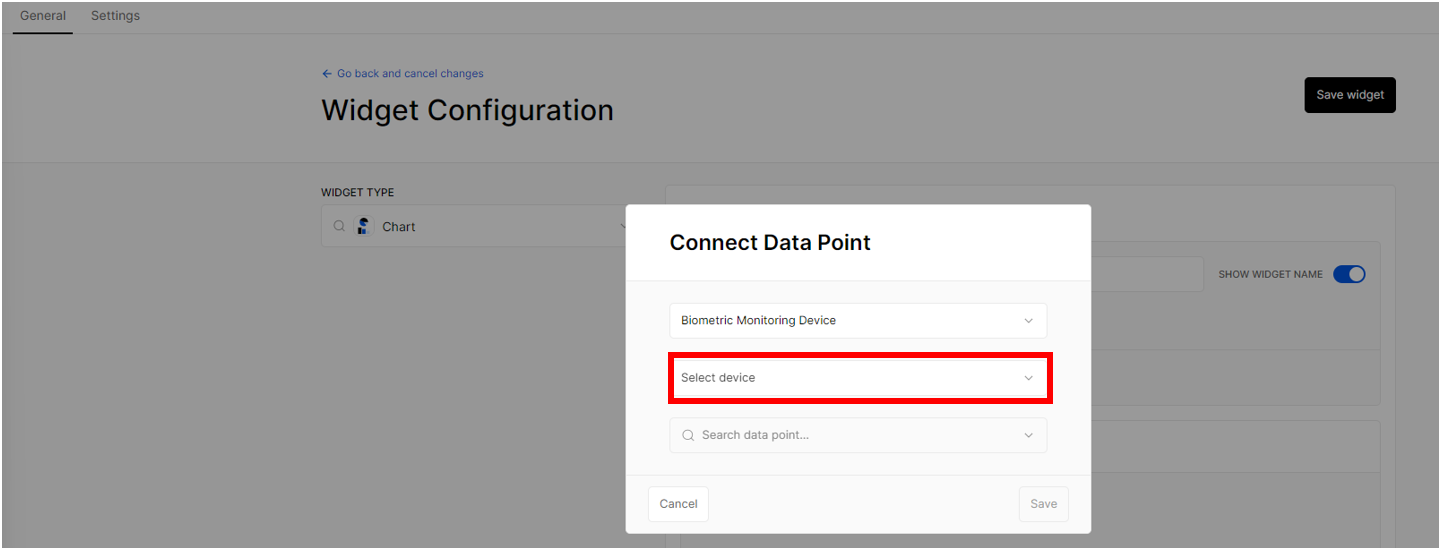 General Settings
Go back and cancel changes
Widget Configuration
Save widget
WIDGET TYPE
Chart
SHOW WIDGET NAME
Connect Data Point
Biometric Monitoring Device
Select device
Search data point...
Cancel Save